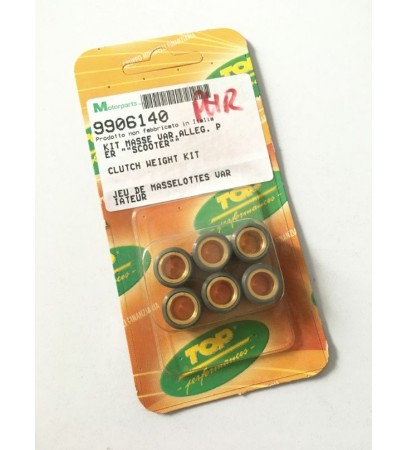 Motorparts
PHR
9906140
Prodotto non fabbricato in Italia
KIT MASSE VAR.ALLEG. P
ER ""SCOOTER""
CLUTCH WEIGHT KIT
JEU DE MASSELOTTES VAR
IATEUR
TOP
performances
TOP
performances
TOP